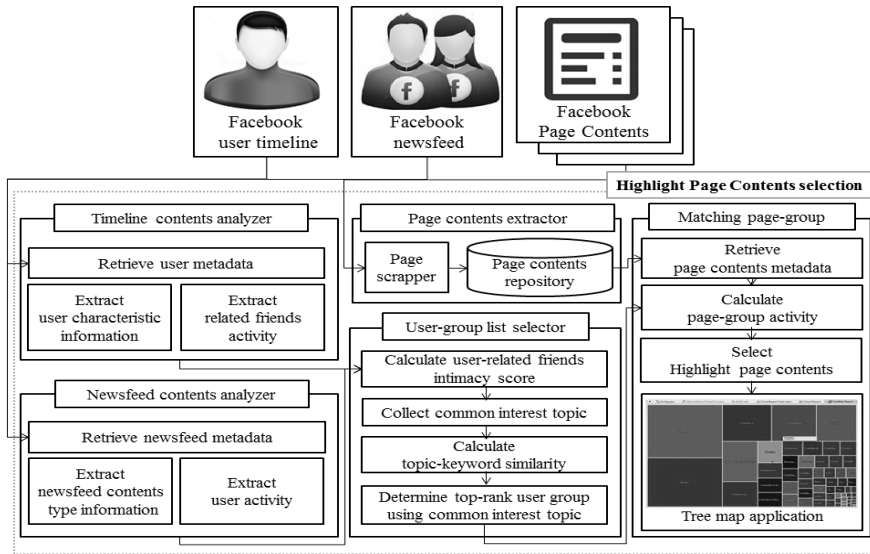 Facebook
user timeline
Facebook
newsfeed
Facebook
Page Contents
Highlight Page Contents selection
Timeline contents analyzer
Retrieve user metadata
Extract
user characteristic
information
Extract
related friends
activity
Newsfeed contents analyzer
Retrieve newsfeed metadata
Extract
newsfeed contents
type information
Extract
user activity
Page contents extractor
Page
scrapper
Page contents
repository
User-group list selector
Calculate user-related friends
intimacy score
Collect common interest topic
Calculate
topic-keyword similarity
Determine top-rank user group
using common interest topic
Matching page-group
Retrieve
page contents metadata
Calculate
page-group activity
Select
Highlight page contents
Tree map application